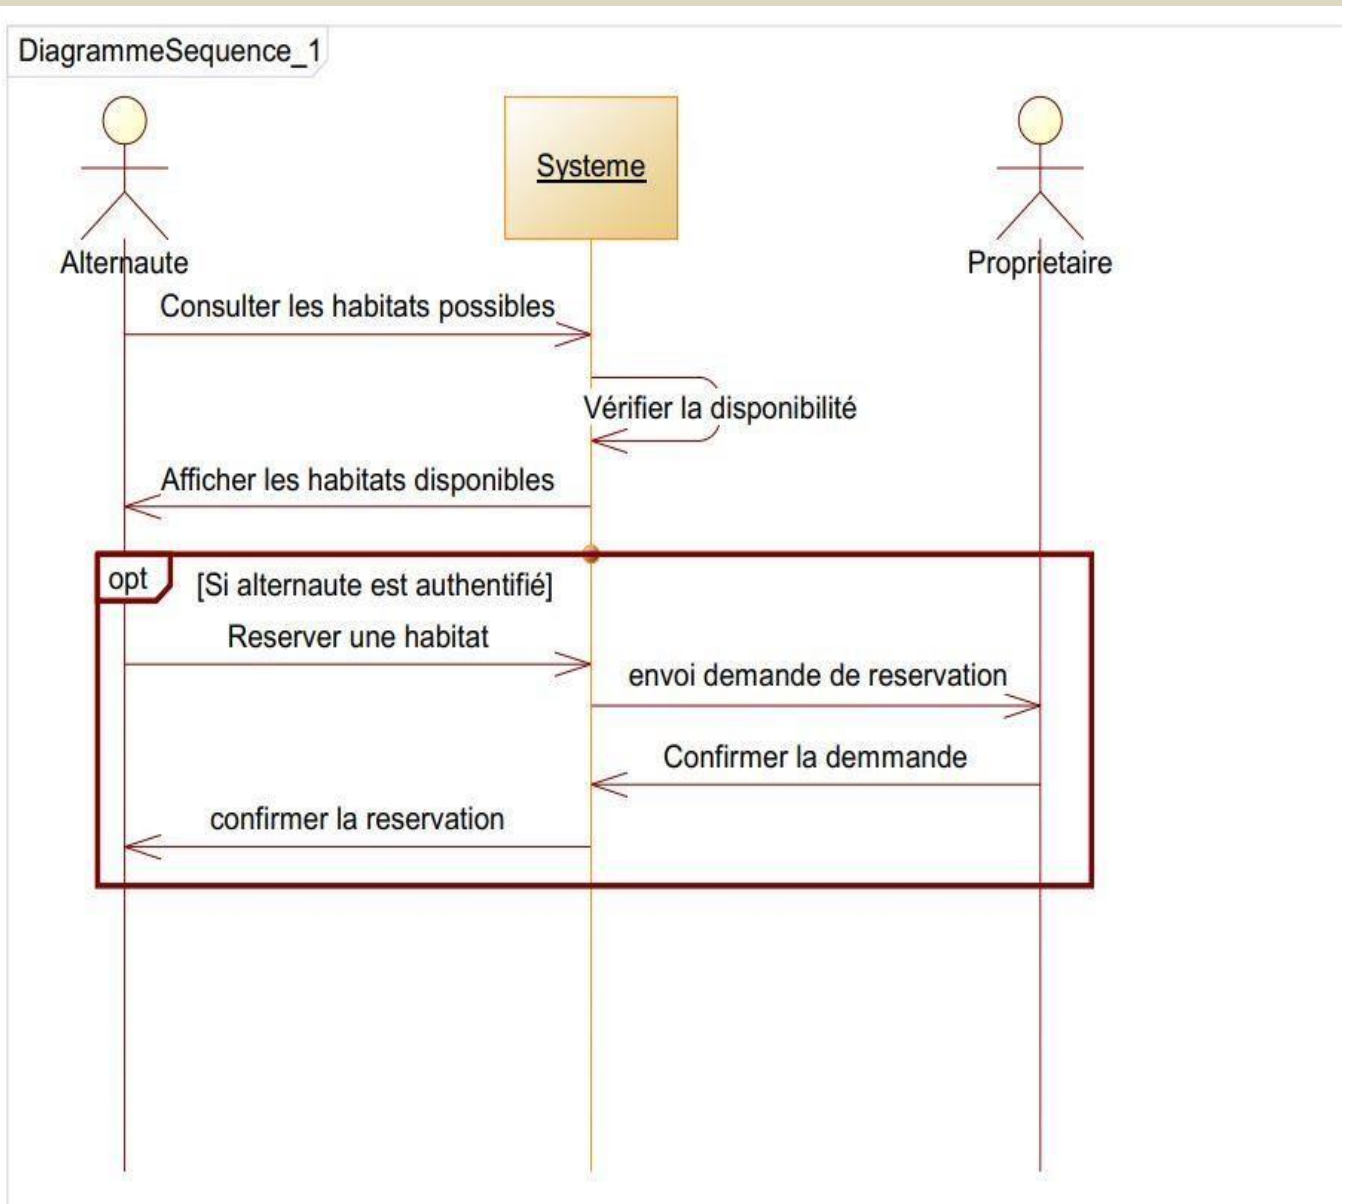 DiagrammeSequence_1
Systeme
Alternaute
Proprietaire
Consulter les habitats possibles
Vérifier la disponibilité
Afficher les habitats disponibles
opt
[Si alternaute est authentifié]
Reserver une habitat
envoi demande de reservation
Confirmer la demmande
confirmer la reservation